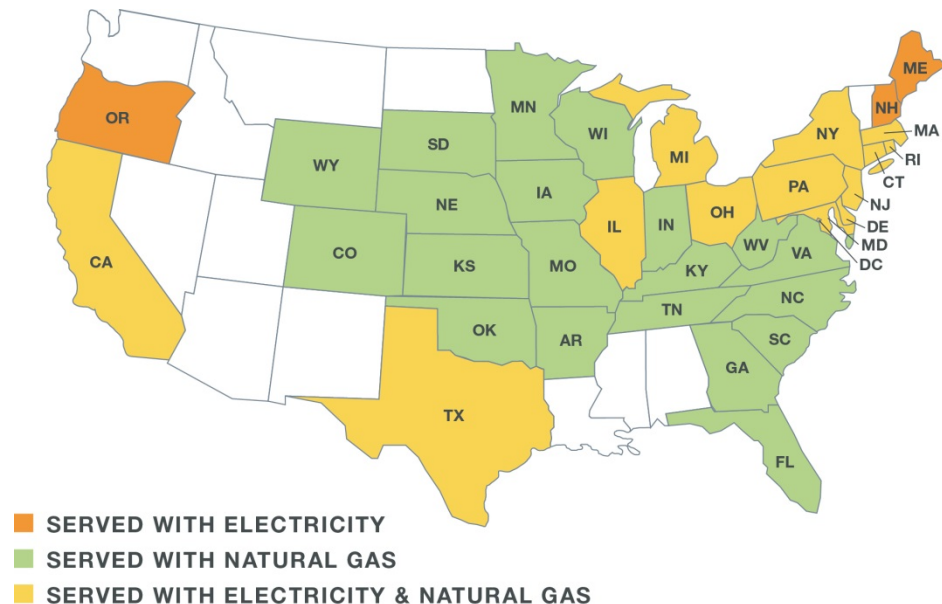 ME
NH
OR
MN
MA
NY
WI
RI
SD
MI
WY
CT
PA
IA
NJ
NE
OH
DE
IL
IN
MD
CO
WV
DC
CA
VA
KS
MO
KY
NC
TN
OK
AR
SC
GA
TX
FL
SERVED WITH ELECTRICITY
SERVED WITH NATURAL GAS
SERVED WITH ELECTRICITY & NATURAL GAS